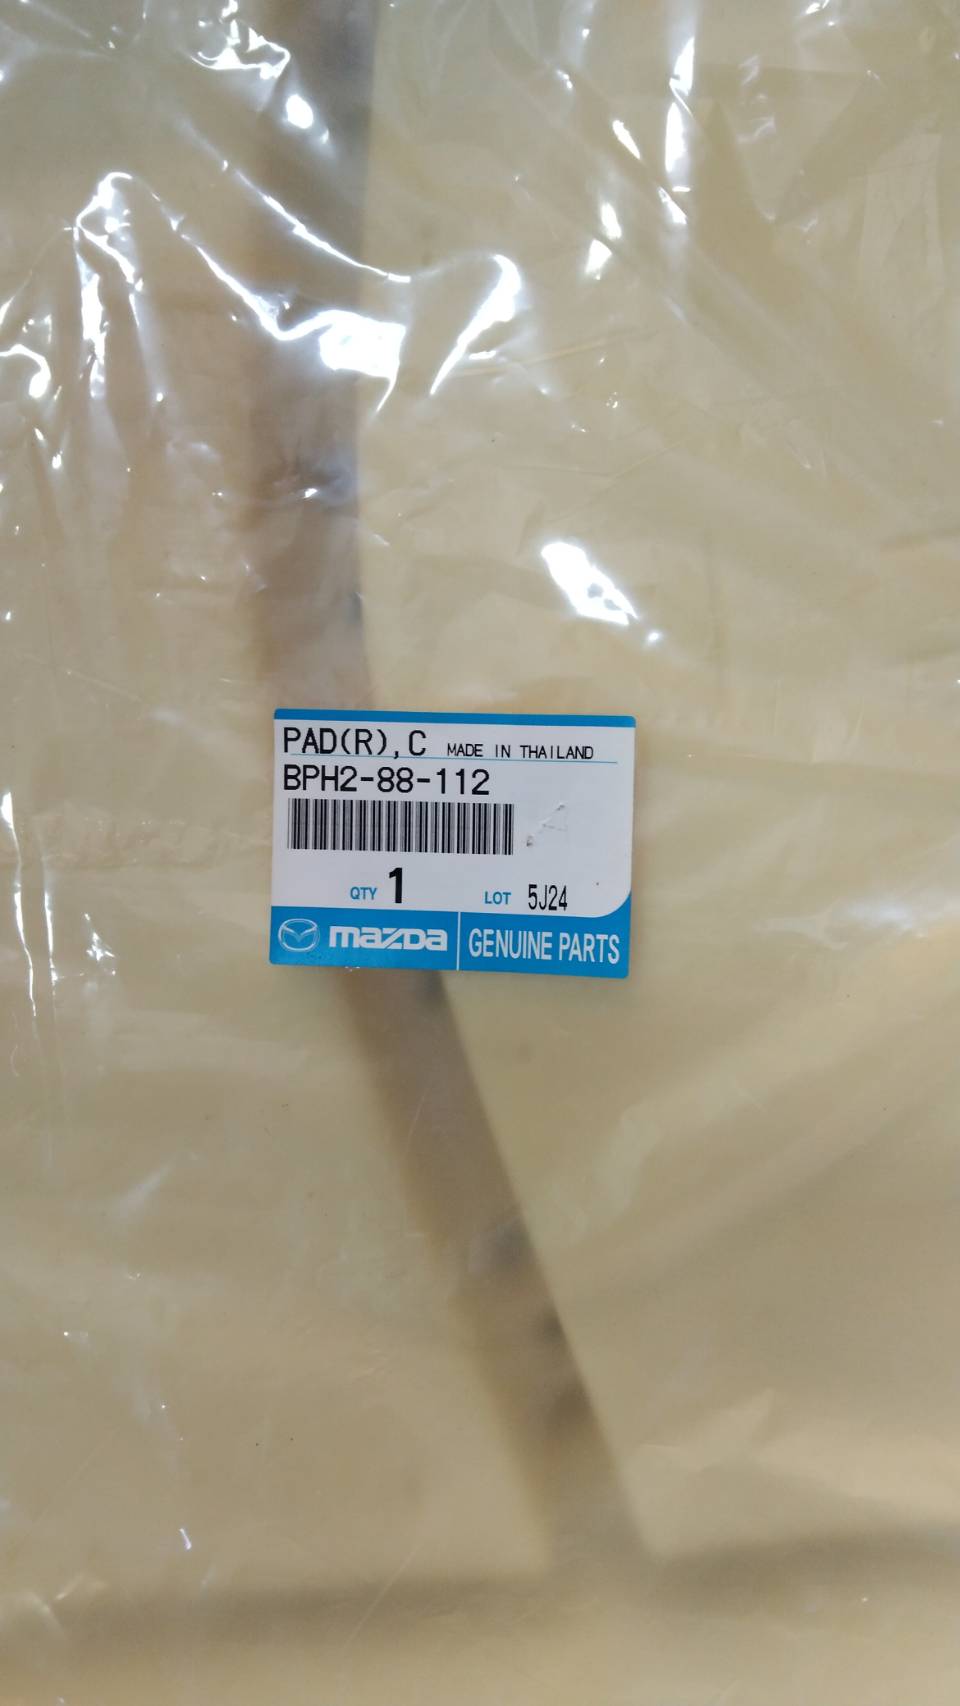 PAD(R),C MADE IN THAILAND
BPH2-88-112
QTY 1 LOT 5J24
mazda GENUINE PARTS